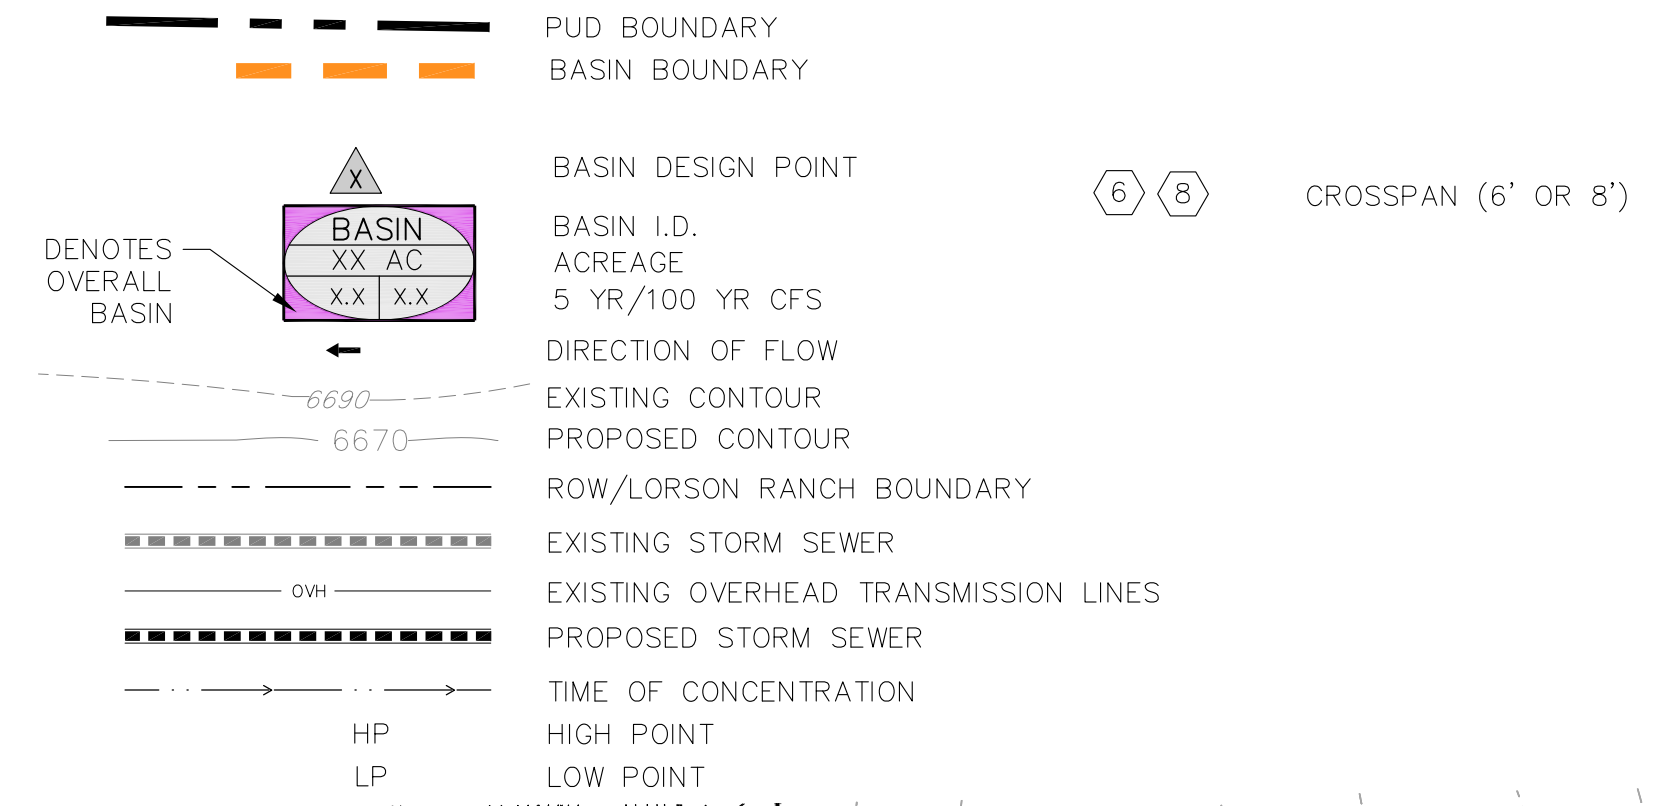 PUD BOUNDARY
BASIN BOUNDARY
X
BASIN DESIGN POINT
6 8 CROSSPAN (6' OR 8')
DENOTES
OVERALL
BASIN
BASIN
XX AC
X.X X.X
BASIN I.D.
ACREAGE
5 YR/100 YR CFS
DIRECTION OF FLOW
6690 EXISTING CONTOUR
6670 PROPOSED CONTOUR
ROW/LORSON RANCH BOUNDARY
EXISTING STORM SEWER
OVH EXISTING OVERHEAD TRANSMISSION LINES
PROPOSED STORM SEWER
TIME OF CONCENTRATION
HP HIGH POINT
LP LOW POINT